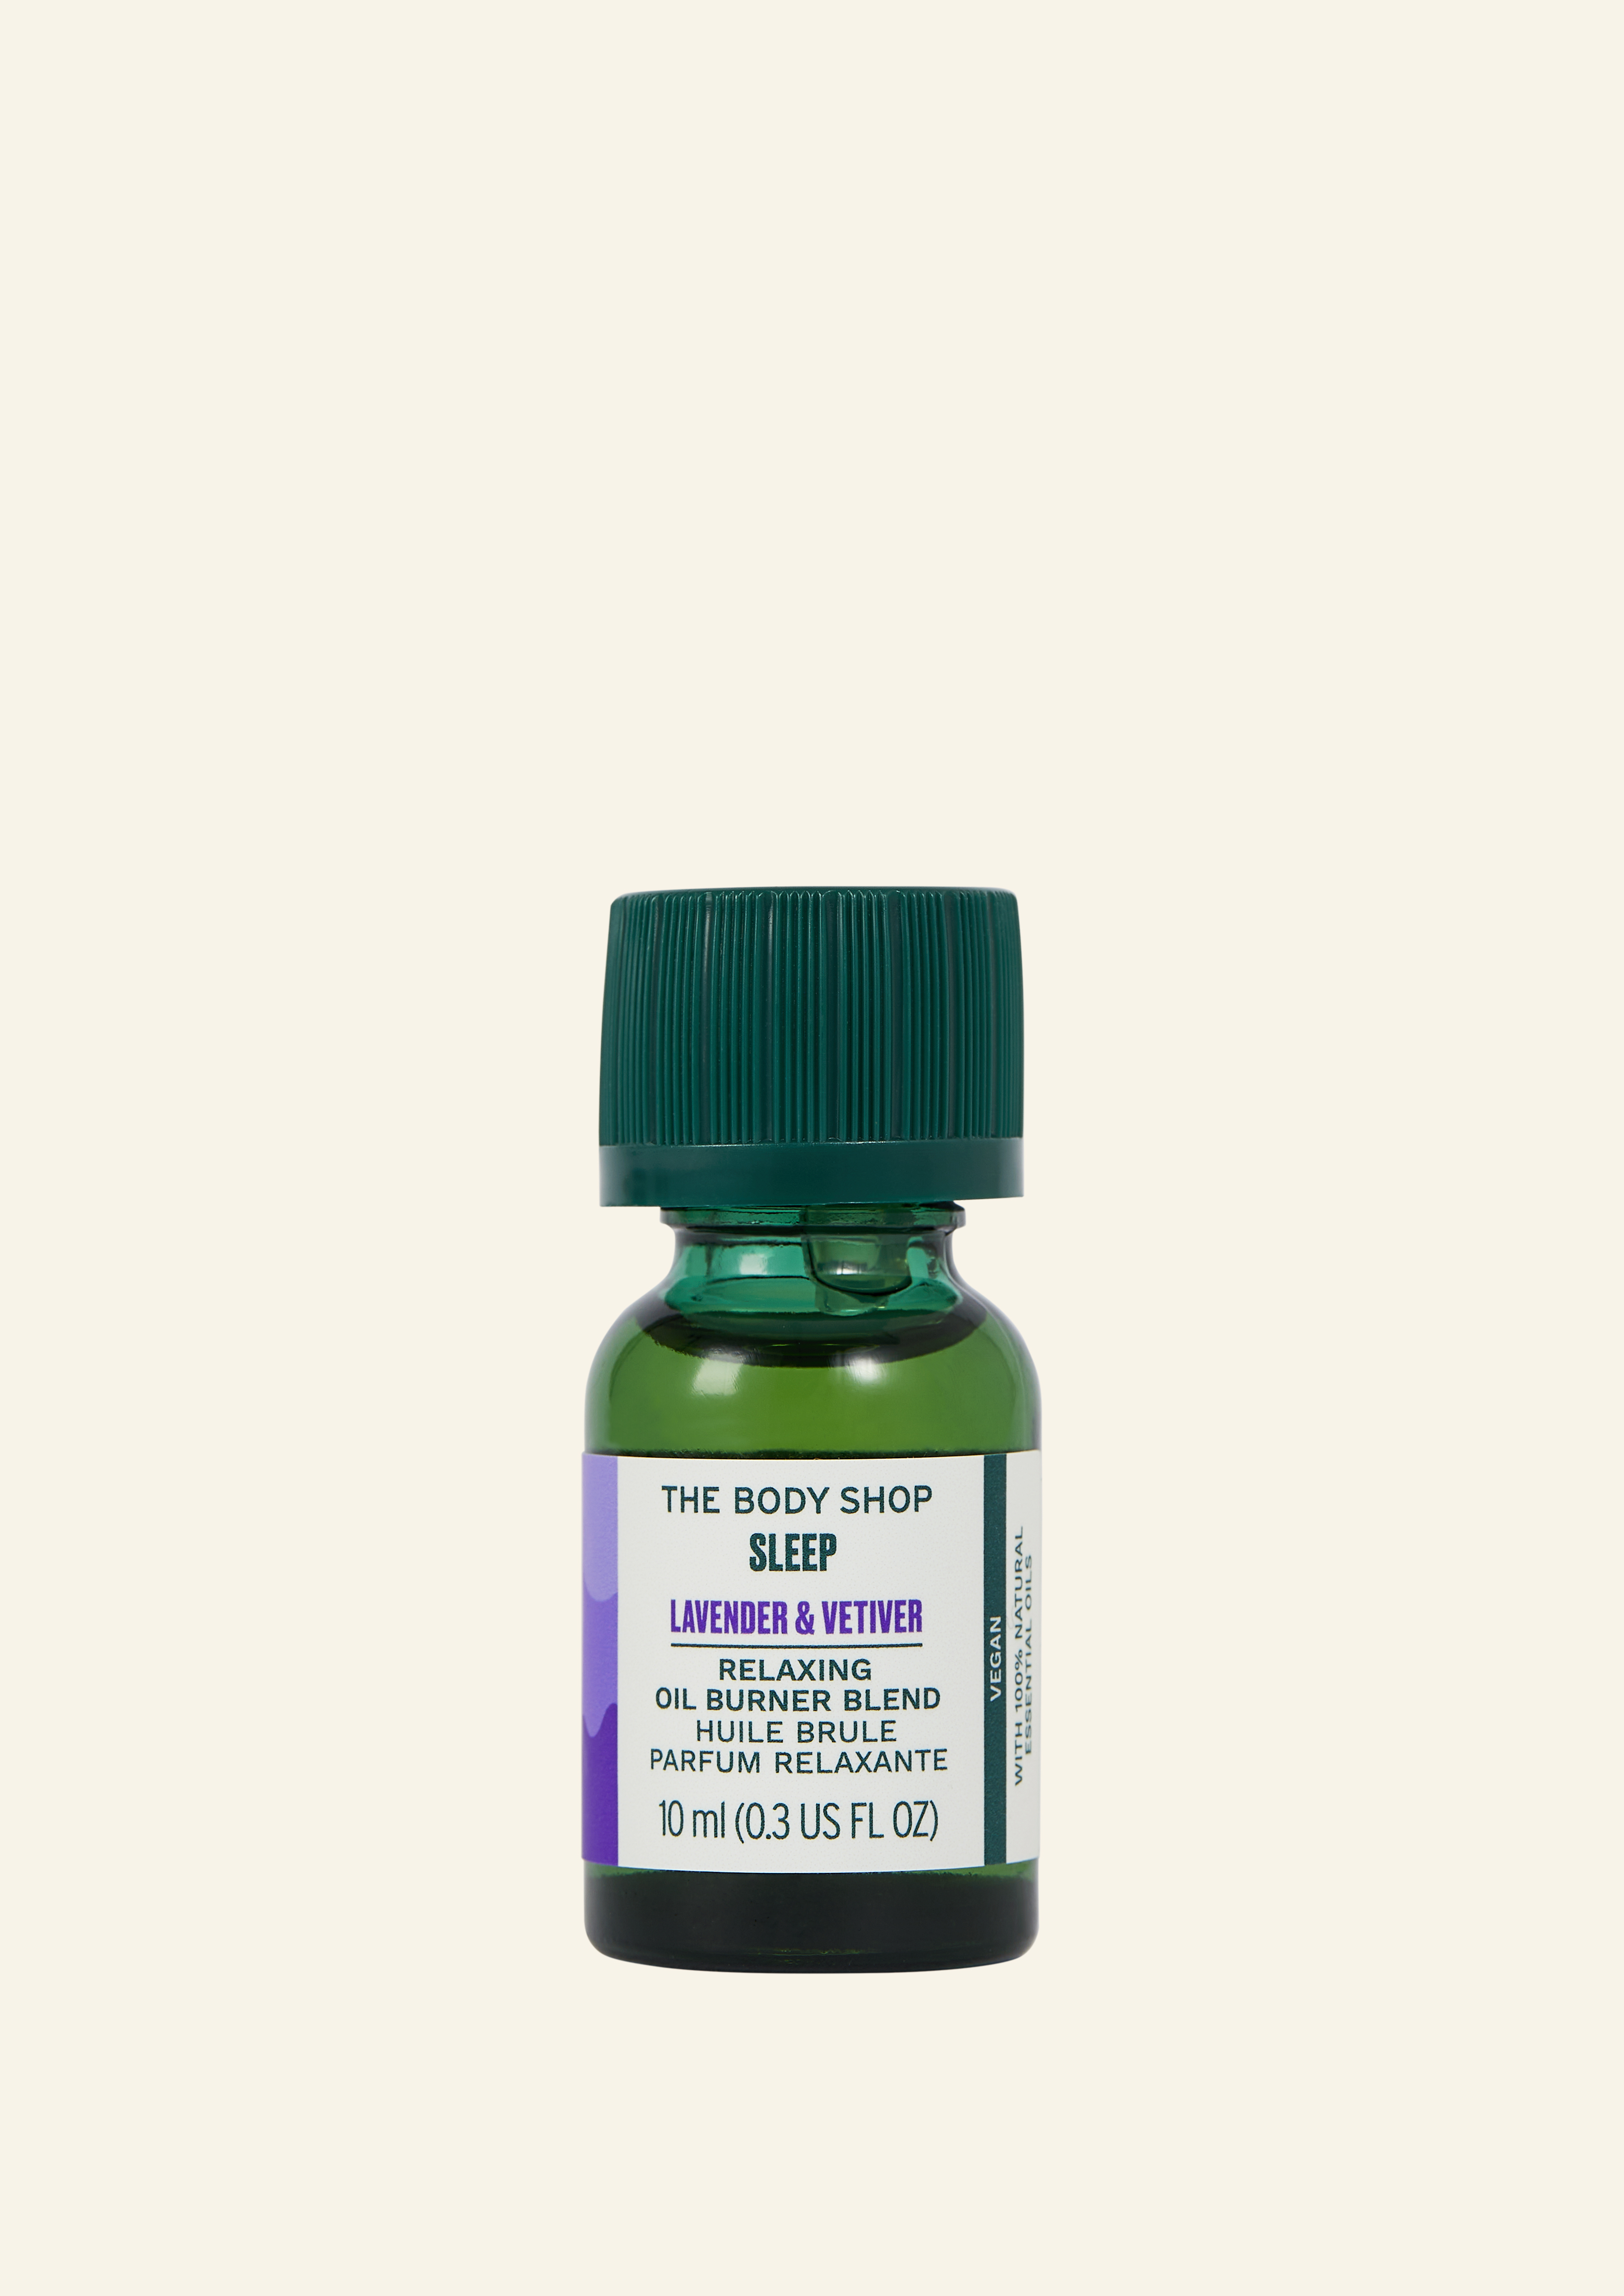 THE BODY SHOP
SLEEP
LAVENDER & VETIVER
RELAXING
OIL BURNER BLEND
HUILE BRULE
PARFUM RELAXANTE
10 ml (0.3 US FL OZ)
VEGAN
WITH 100% NATURAL
ESSENTIAL OILS